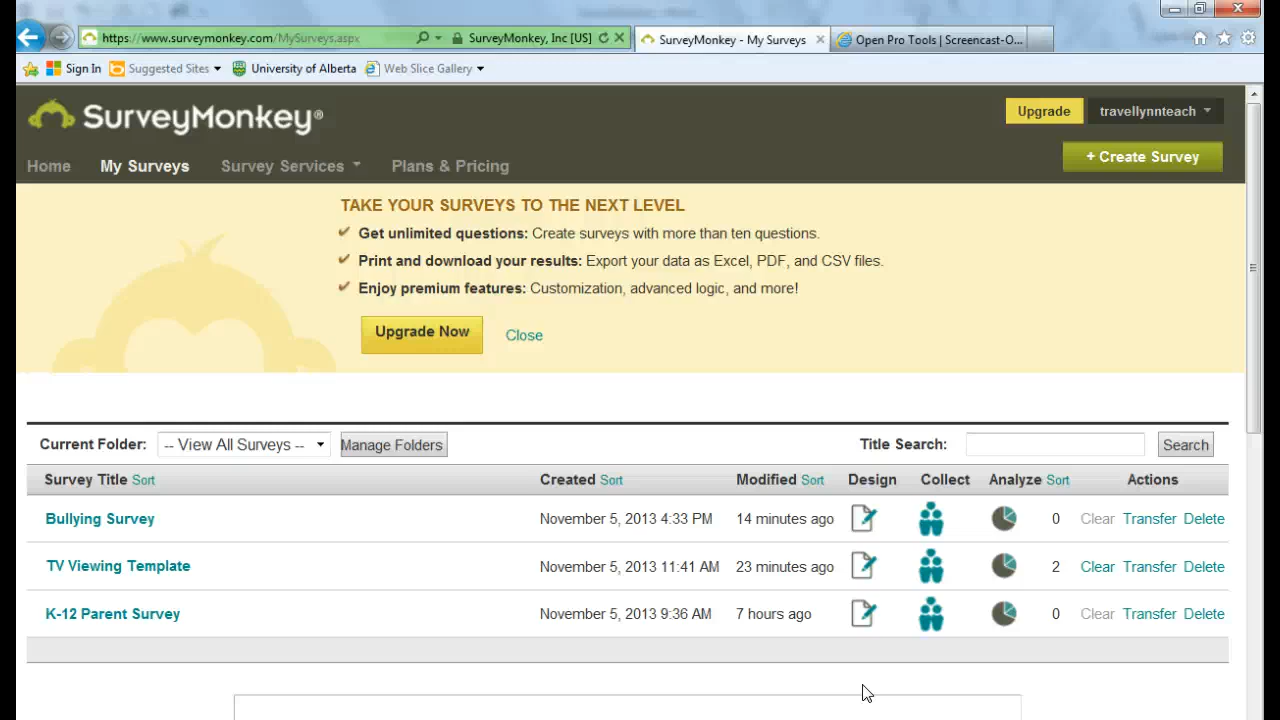 https://www.surveymonkey.com/MySurveys.aspx SurveyMonkey, Inc [US] SurveyMonkey - My Surveys Open Pro Tools | Screencast-O...
Sign In Suggested Sites University of Alberta Web Slice Gallery
SurveyMonkey®
Upgrade travellynnteach
Home My Surveys Survey Services Plans & Pricing + Create Survey
TAKE YOUR SURVEYS TO THE NEXT LEVEL
Get unlimited questions: Create surveys with more than ten questions.
Print and download your results: Export your data as Excel, PDF, and CSV files.
Enjoy premium features: Customization, advanced logic, and more!
Upgrade Now Close
Current Folder: -- View All Surveys -- Manage Folders Title Search: Search
Survey Title Sort Created Sort Modified Sort Design Collect Analyze Sort Actions
Bullying Survey November 5, 2013 4:33 PM 14 minutes ago 0 Clear Transfer Delete
TV Viewing Template November 5, 2013 11:41 AM 23 minutes ago 2 Clear Transfer Delete
K-12 Parent Survey November 5, 2013 9:36 AM 7 hours ago 0 Clear Transfer Delete